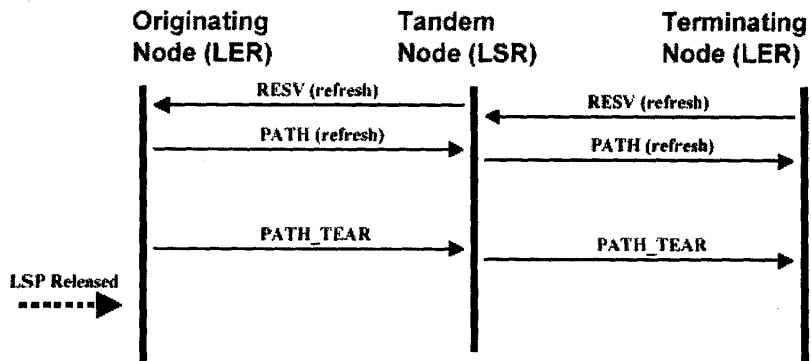 Originating
Node (LER)
Tandem
Node (LSR)
Terminating
Node (LER)
RESV (refresh)
RESV (refresh)
PATH (refresh)
PATH (refresh)
PATH_TEAR
PATH_TEAR
LSP Released